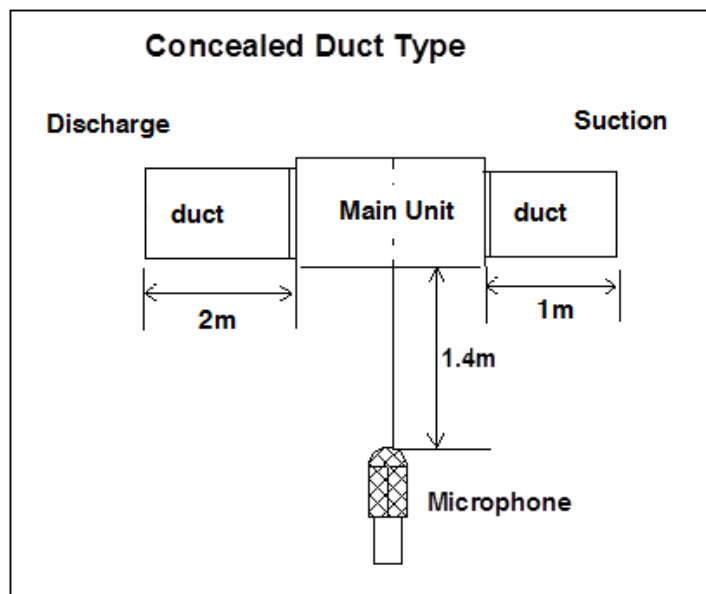 Concealed Duct Type
Discharge
Suction
duct
Main Unit
duct
2m
1m
1.4m
Microphone